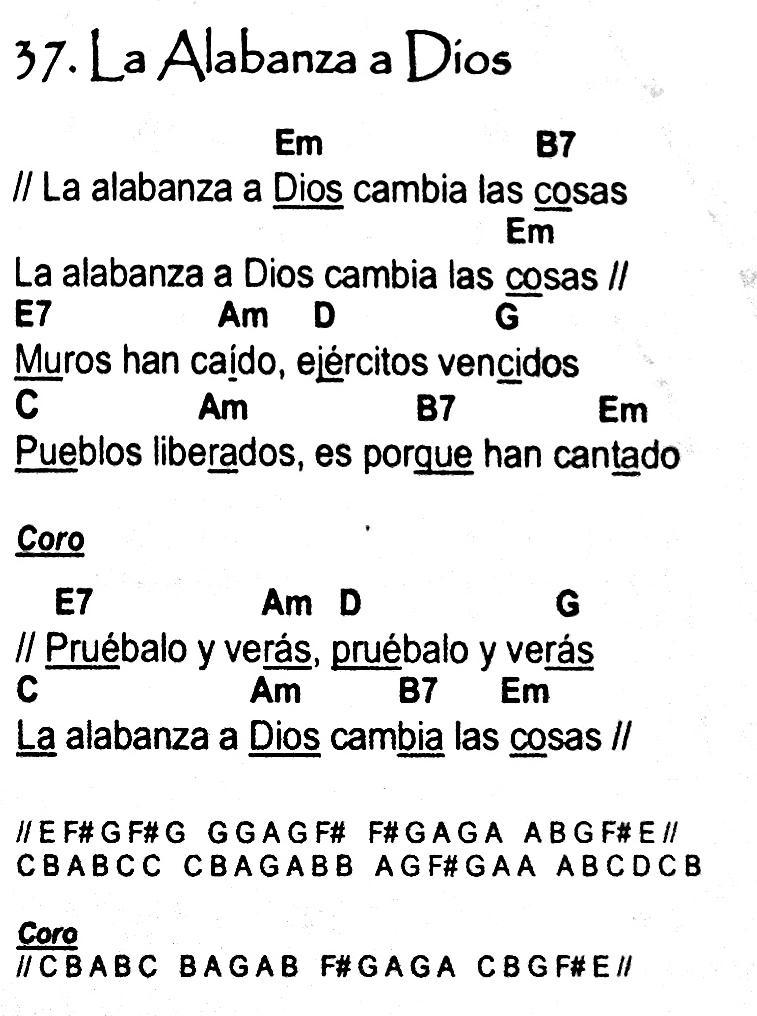 37. La Alabanza a Dios
Em B7
// La alabanza a Dios cambia las cosas
Em
La alabanza a Dios cambia las cosas //
E7 Am D G
Muros han caído, ejércitos vencidos
C Am B7 Em
Pueblos liberados, es porque han cantado
Coro
E7 Am D G
// Pruébalo y verás, pruébalo y verás
C Am B7 Em
La alabanza a Dios cambia las cosas //
//E F# G F# G G G A G F# F# G A G A A B G F# E//
C B A B C C C B A G A B B A G F# G A A A B C D C B
Coro
//C B A B C B A G A B F# G A G A C B G F# E//